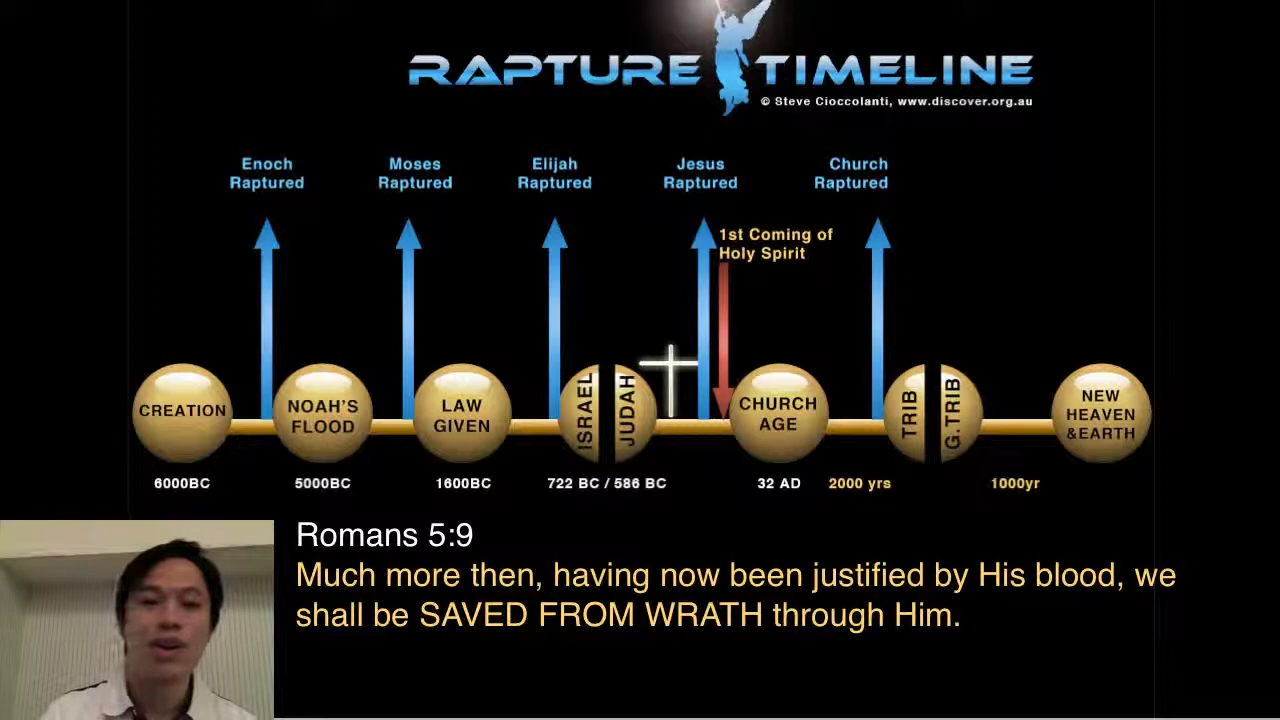 RAPTURE TIMELINE
© Steve Cioccolanti, www.discover.org.au
Enoch Raptured
Moses Raptured
Elijah Raptured
Jesus Raptured
Church Raptured
1st Coming of
Holy Spirit
CREATION
NOAH'S
FLOOD
LAW
GIVEN
ISRAEL
JUDAH
CHURCH
AGE
TRIB
G.TRIB
NEW
HEAVEN
&EARTH
6000BC
5000BC
1600BC
722 BC / 586 BC
32 AD
2000 yrs
1000yr
Romans 5:9
Much more then, having now been justified by His blood, we
shall be SAVED FROM WRATH through Him.